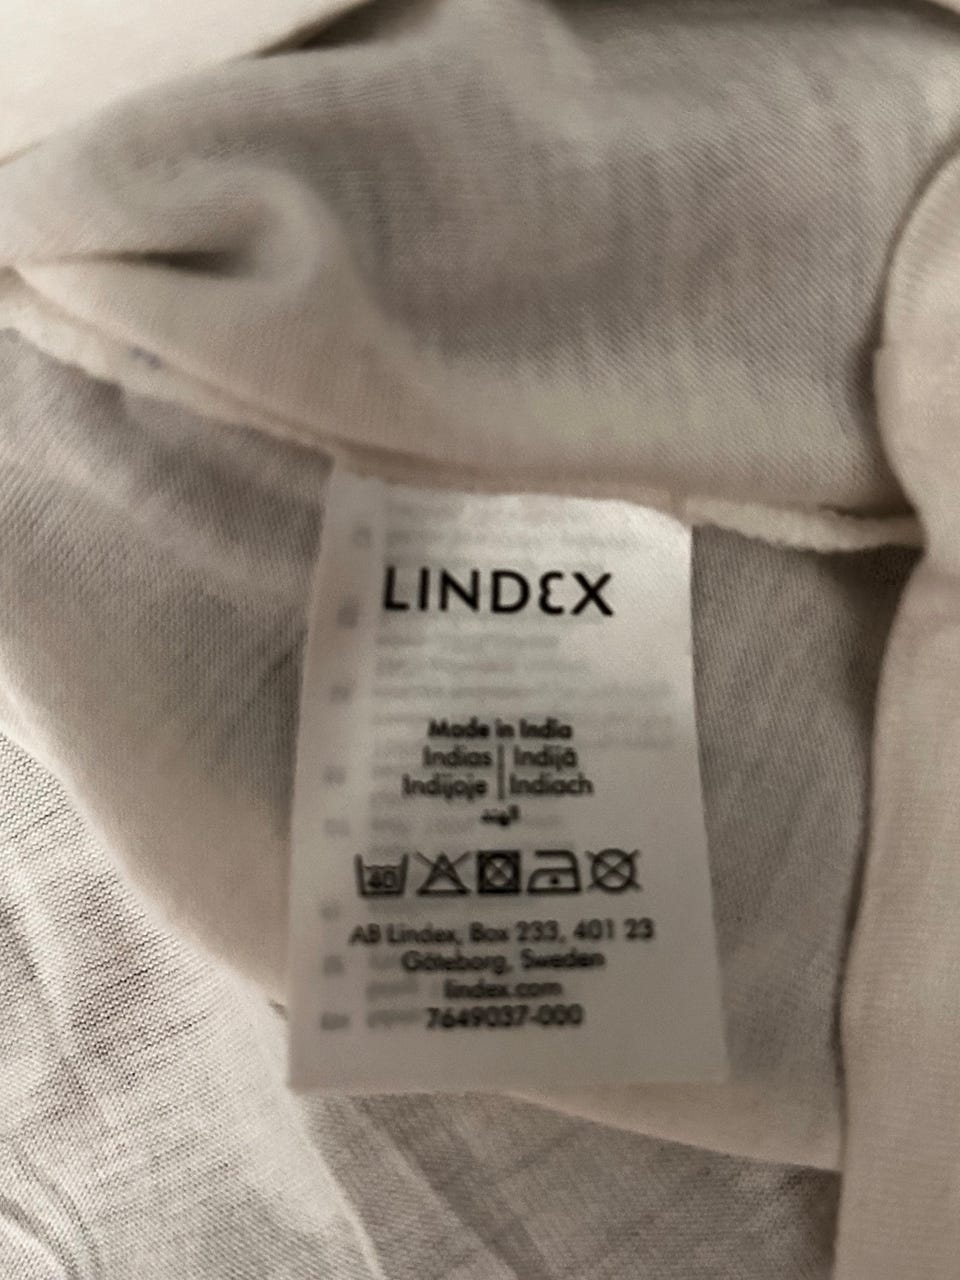 LINDEX
Made in India
Indias | Indijā
Indijoje | Indiach
الهند
40
AB Lindex, Box 233, 401 23
Göteborg, Sweden
lindex.com
7649037-000